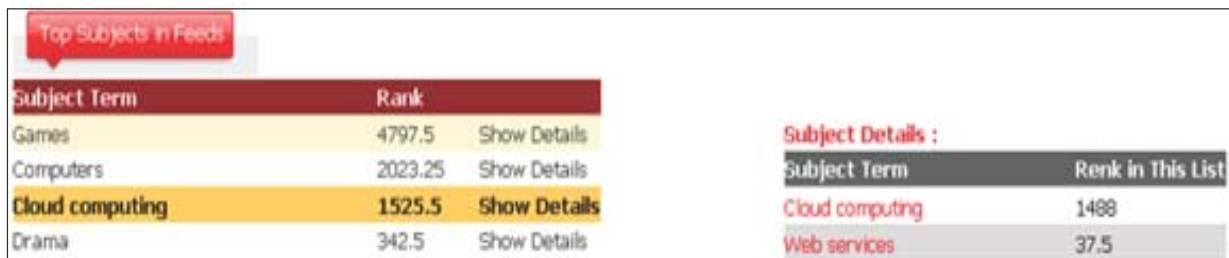 Top Subjects in Feeds
Subject Term Rank
Games 4797.5 Show Details
Computers 2023.25 Show Details
Cloud computing 1525.5 Show Details
Drama 342.5 Show Details
Subject Details :
Subject Term Renk in This List
Cloud computing 1488
Web services 37.5